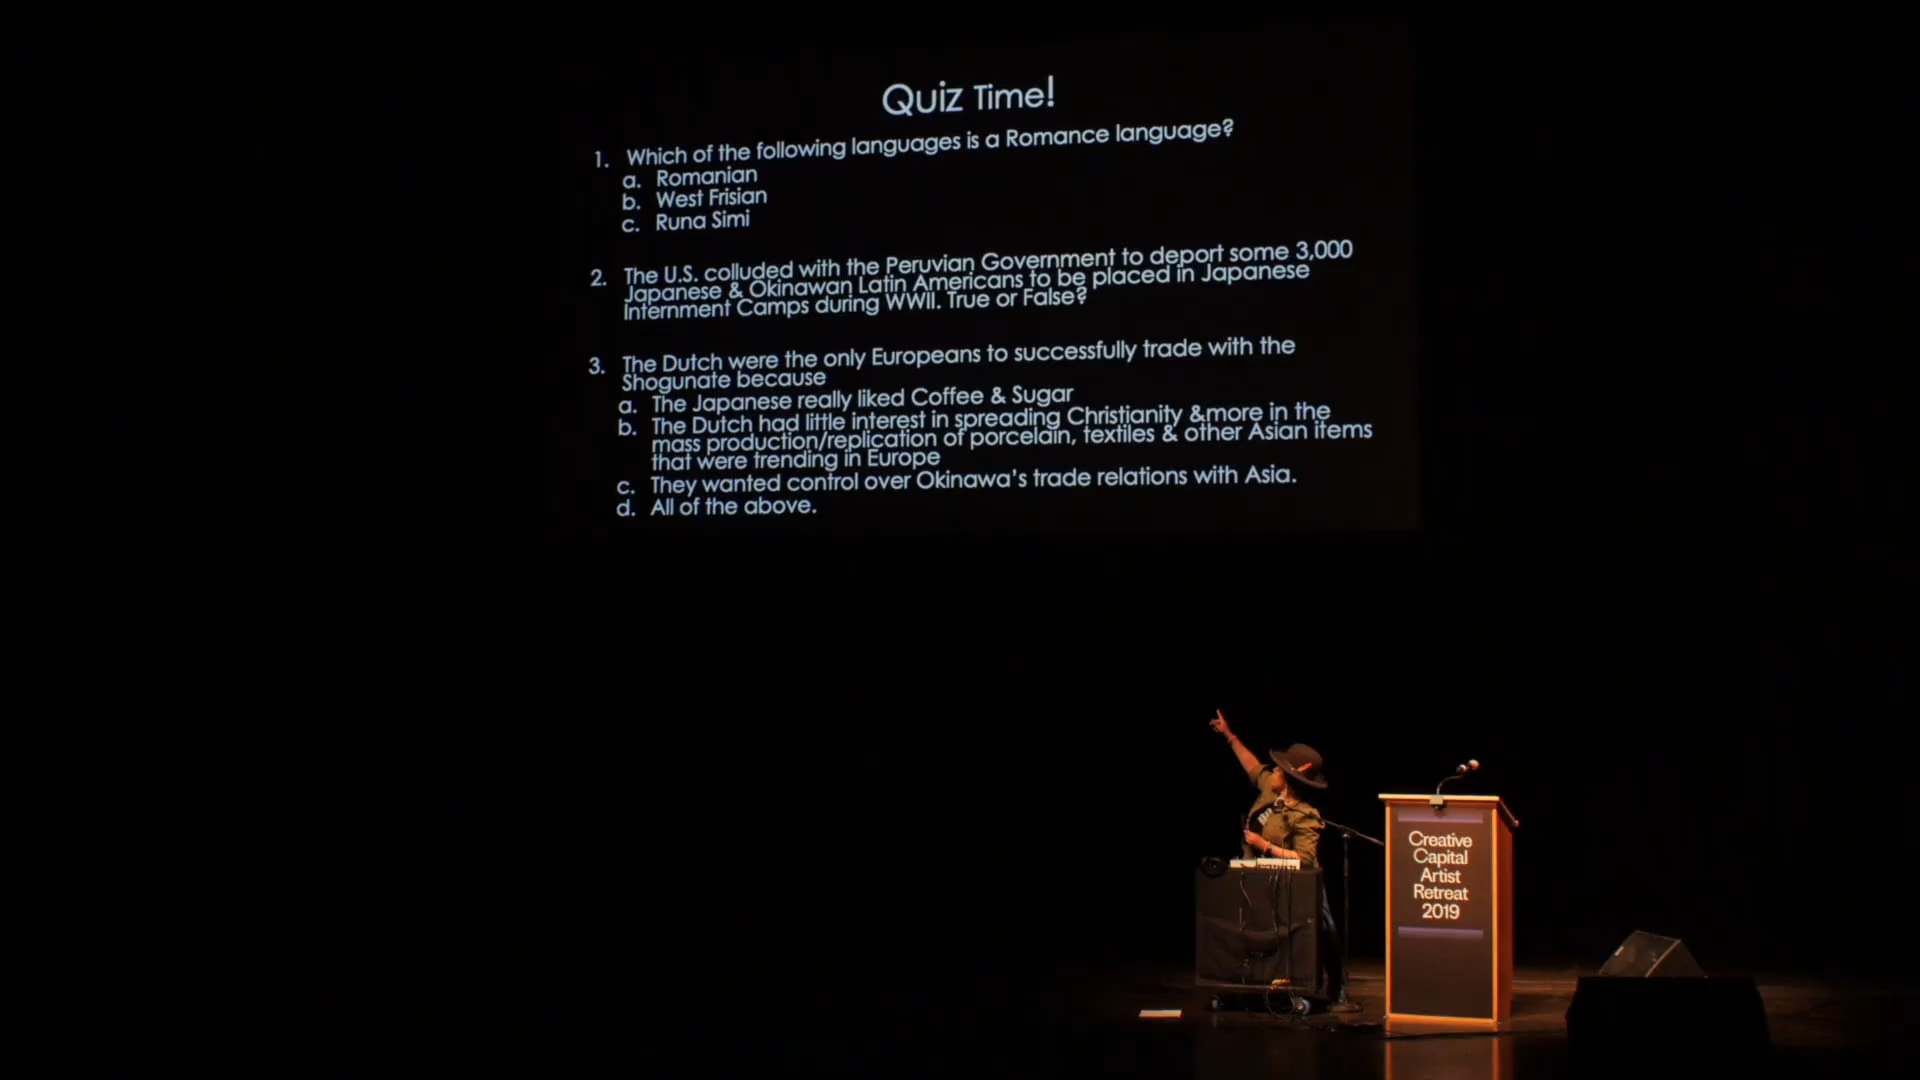 Quiz Time!
1. Which of the following languages is a Romance language?
a. Romanian
b. West Frisian
c. Runa Simi
2. The U.S. colluded with the Peruvian Government to deport some 3,000
Japanese & Okinawan Latin Americans to be placed in Japanese
Internment Camps during WWII. True or False?
3. The Dutch were the only Europeans to successfully trade with the
Shogunate because
a. The Japanese really liked Coffee & Sugar
b. The Dutch had little interest in spreading Christianity &more in the
mass production/replication of porcelain, textiles & other Asian items
that were trending in Europe
c. They wanted control over Okinawa's trade relations with Asia.
d. All of the above.
Creative
Capital
Artist
Retreat
2019